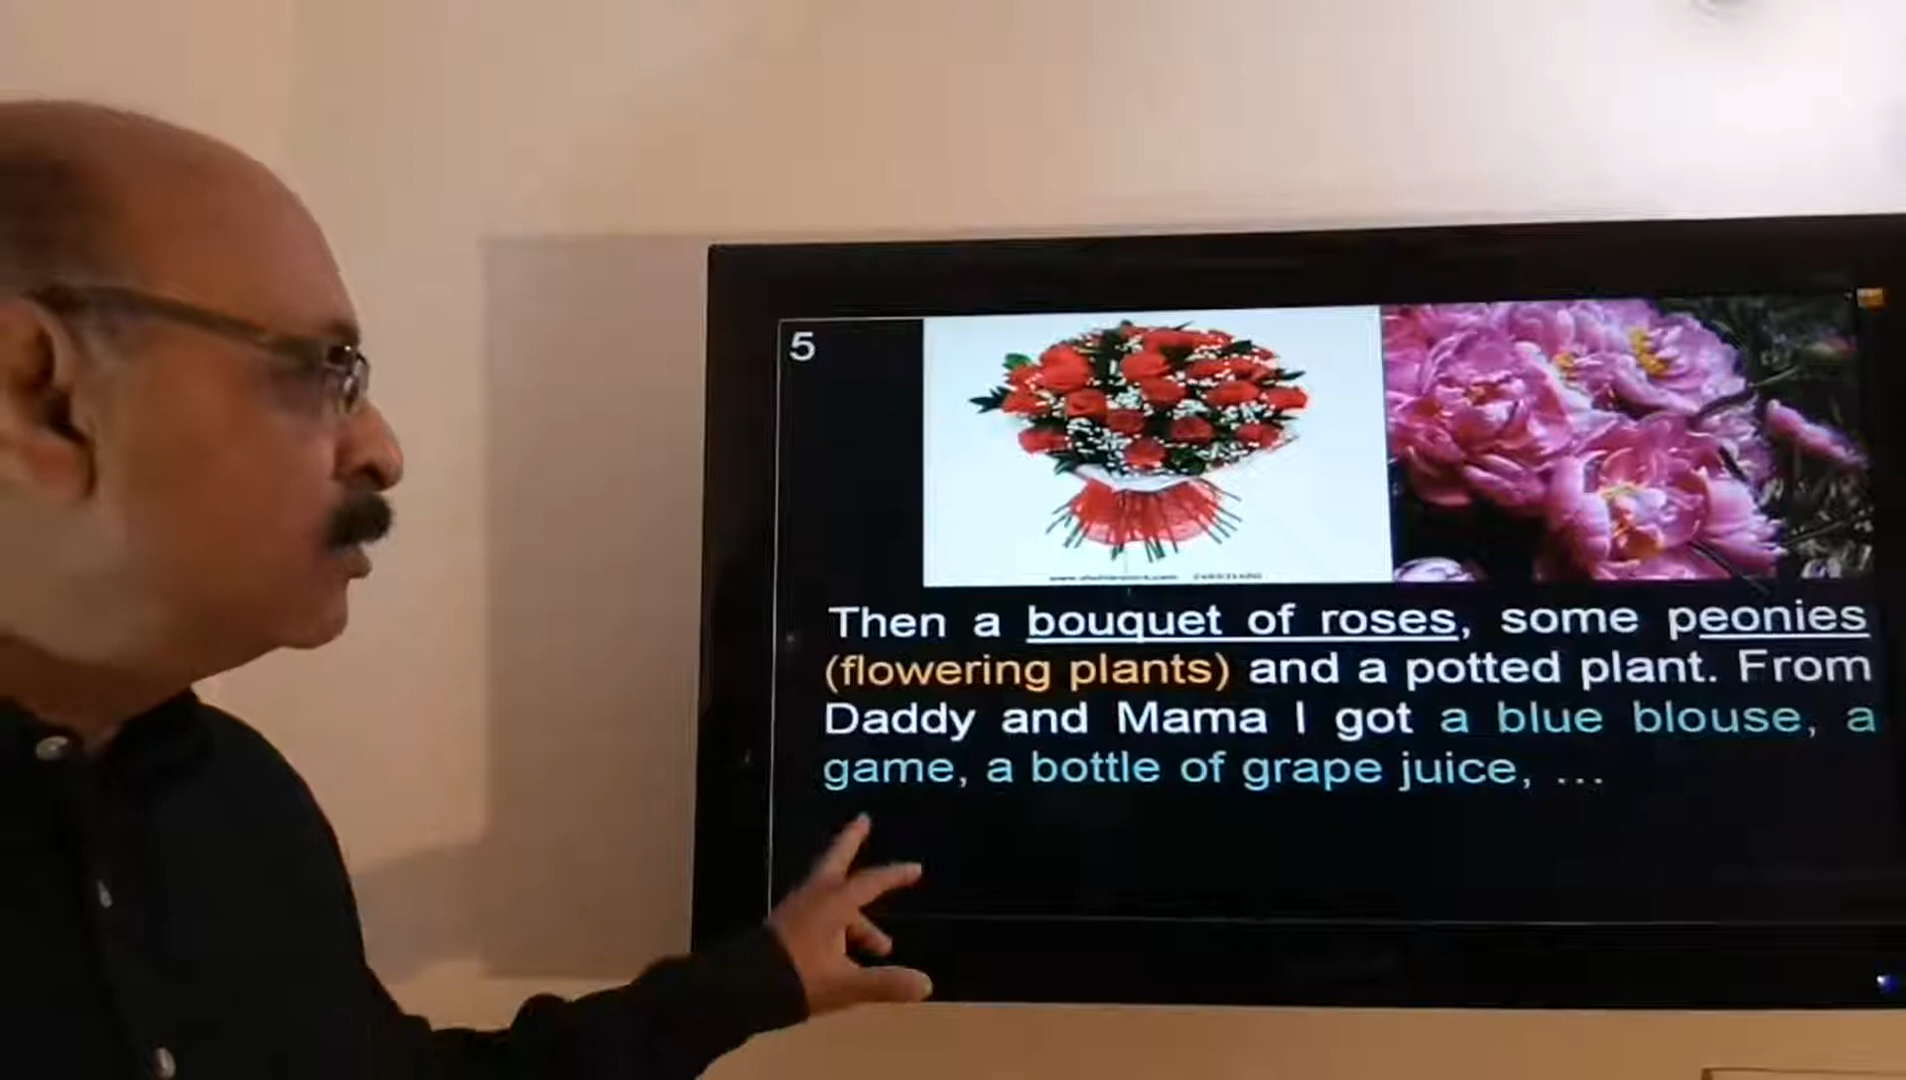 5
Then a bouquet of roses, some peonies
(flowering plants) and a potted plant. From
Daddy and Mama I got a blue blouse, a
game, a bottle of grape juice, ...